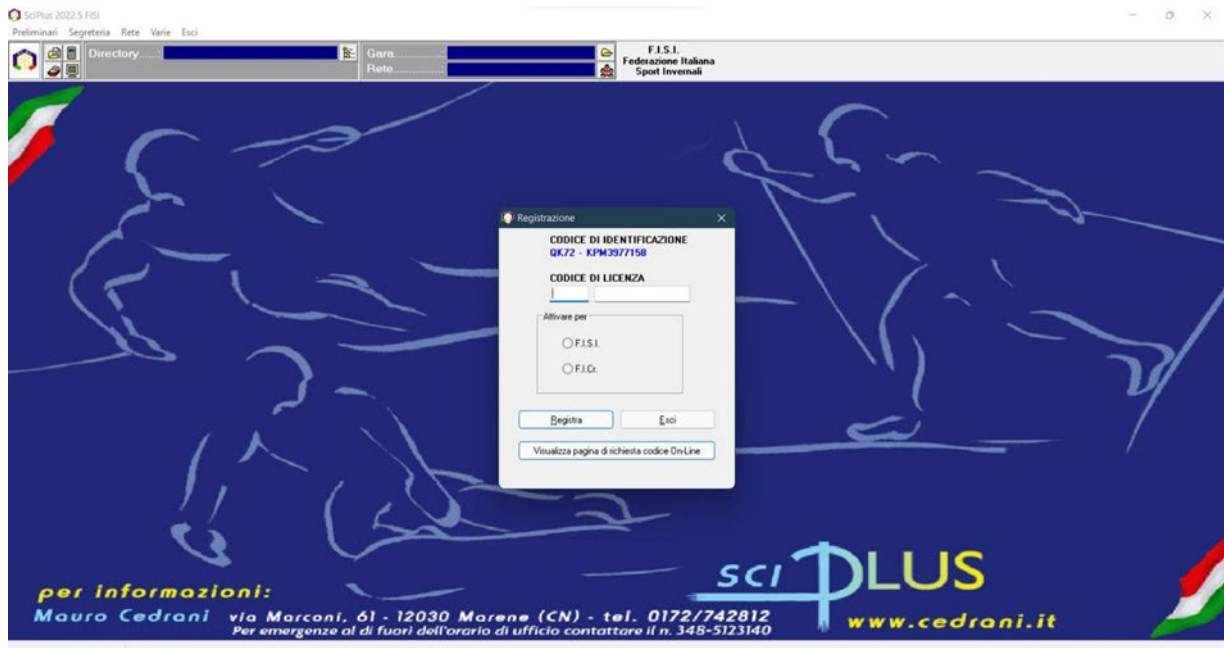 SciPlus 2022.5 FISI
Preliminari Segreteria Rete Varie Esci
Directory.....:
Gara..............:
Rete..............:
F.I.S.I.
Federazione Italiana
Sport Invernali
Registrazione
CODICE DI IDENTIFICAZIONE
QK72 - KPM3977158
CODICE DI LICENZA
Attivare per
F.I.S.I.
F.I.Cr.
Registra Esci
Visualizza pagina di richiesta codice On-Line
sci PLUS
per informazioni:
Mauro Cedrani via Marconi, 61 - 12030 Marene (CN) - tel. 0172/742812
Per emergenze al di fuori dell'orario di ufficio contattare il n. 348-5123140
www.cedrani.it